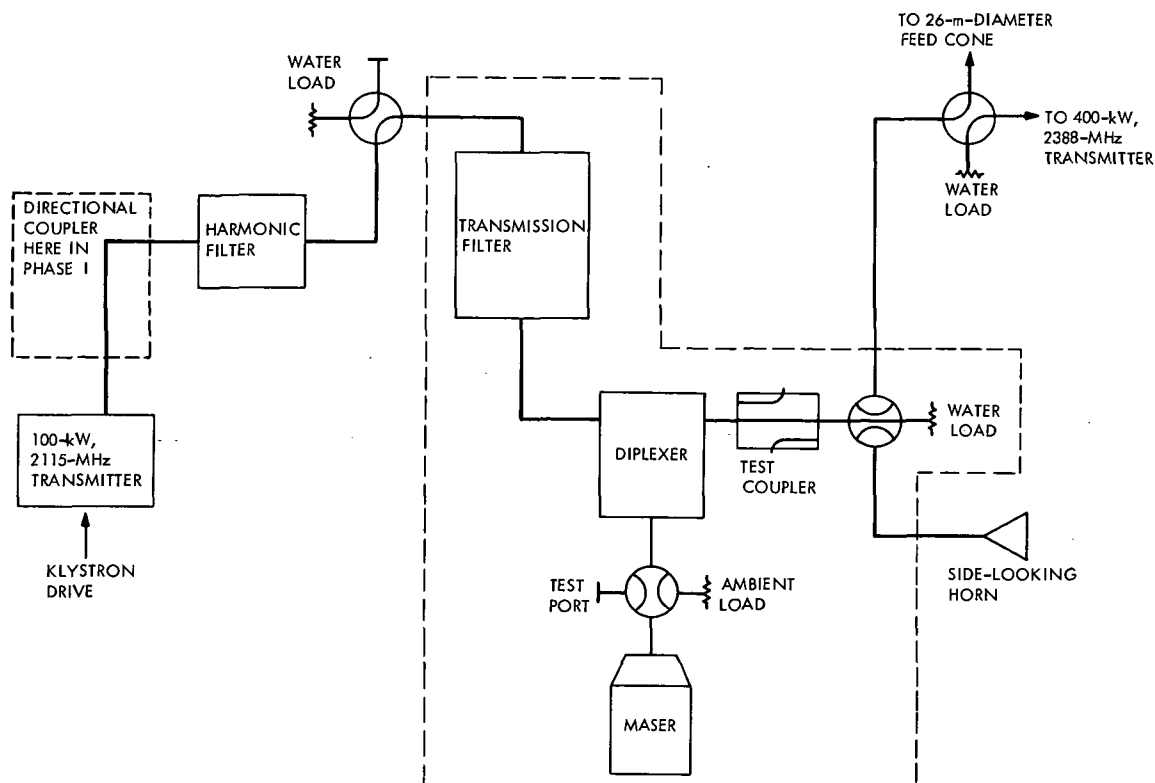 WATER
LOAD
TO 26-m-DIAMETER
FEED CONE
TO 400-kW,
2388-MHz
TRANSMITTER
WATER
LOAD
DIRECTIONAL
COUPLER
HERE IN
PHASE I
HARMONIC
FILTER
TRANSMISSION
FILTER
100-kW,
2115-MHz
TRANSMITTER
KLYSTRON
DRIVE
DIPLEXER
TEST
COUPLER
WATER
LOAD
SIDE-LOOKING
HORN
TEST
PORT
AMBIENT
LOAD
MASER